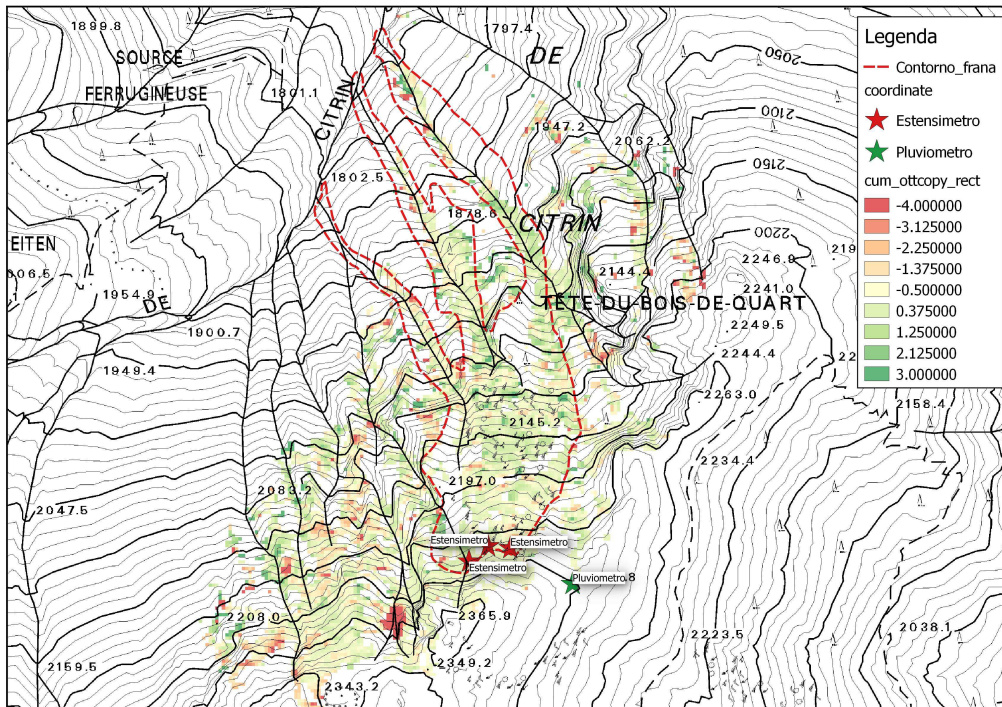 1899.8
SOURCE
FERRUGINEUSE
1801.1
CITRIN
1797.4
DE
2050
2100
2150
2200
1947.2
2062.2
1802.5
1878.6
CITRIN
EITEN
006.5
1954.9
DE
2144.4
TÊTE-DU-BOIS-DE-QUART
2246.9
2241.0
2249.5
2244.4
2263.0
2158.4
1900.7
1949.4
2145.2
2234.4
2197.0
2083.2
2047.5
Estensimetro
Estensimetro
Estensimetro
Pluviometro
.8
2208.0
2365.9
2349.2
2343.2
2159.5
2223.5
2038.1
Legenda
Contorno_frana
coordinate
Estensimetro
Pluviometro
cum_ottcopy_rect
-4.000000
-3.125000
-2.250000
-1.375000
-0.500000
0.375000
1.250000
2.125000
3.000000